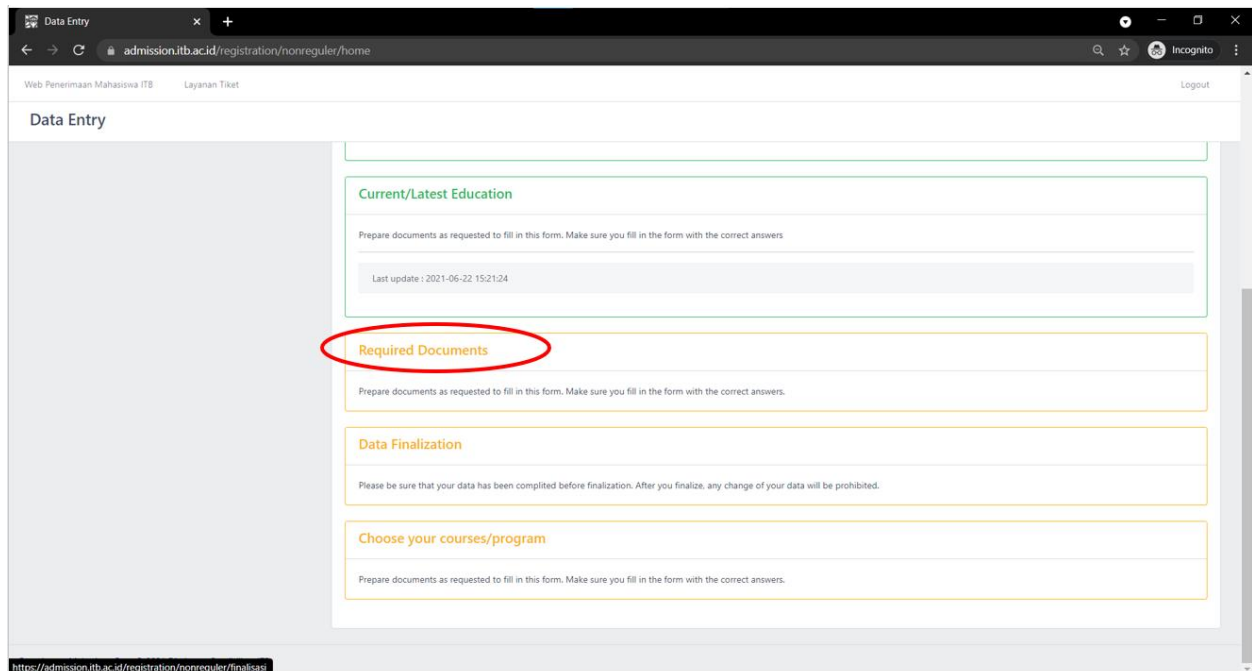 Data Entry
admission.itb.ac.id/registration/nonreguler/home
Incognito
Web Penerimaan Mahasiswa ITB
Layanan Tiket
Logout
Data Entry
Current/Latest Education
Prepare documents as requested to fill in this form. Make sure you fill in the form with the correct answers
Last update : 2021-06-22 15:21:24
Required Documents
Prepare documents as requested to fill in this form. Make sure you fill in the form with the correct answers.
Data Finalization
Please be sure that your data has been complited before finalization. After you finalize, any change of your data will be prohibited.
Choose your courses/program
Prepare documents as requested to fill in this form. Make sure you fill in the form with the correct answers.
https://admission.itb.ac.id/registration/nonreguler/finalisasi